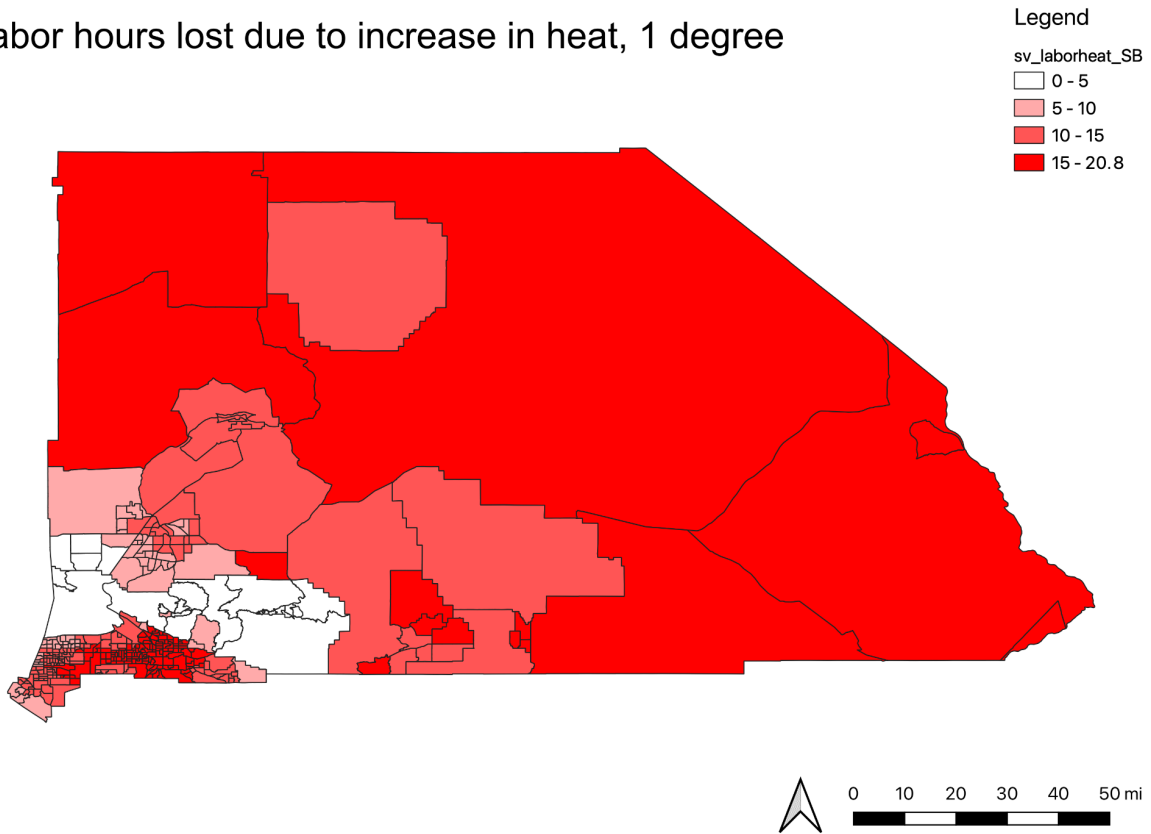 abor hours lost due to increase in heat, 1 degree
Legend
sv_laborheat_SB
0 - 5
5 - 10
10 - 15
15 - 20.8
0 10 20 30 40 50 mi